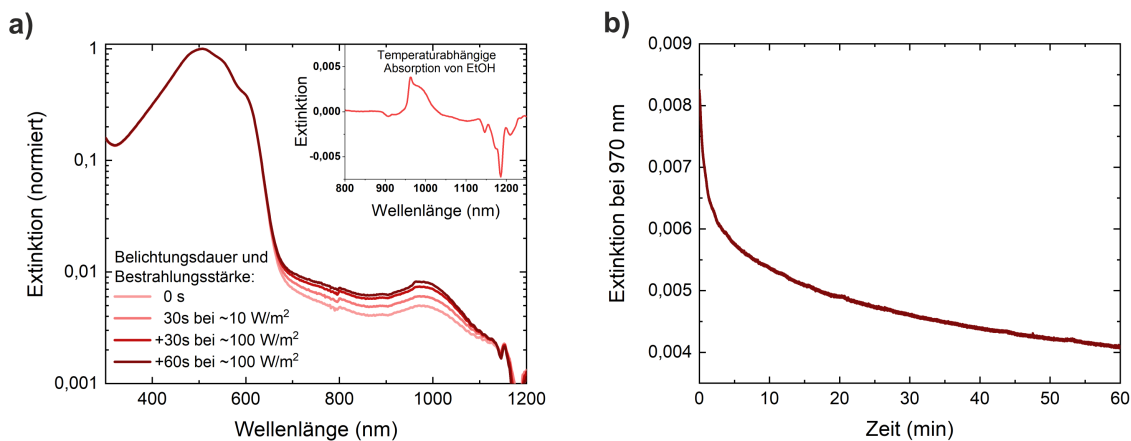 a)
Extinktion (normiert)
1
0,1
0,01
0,001
400
600
800
1000
1200
Wellenlänge (nm)
Belichtungsdauer und
Bestrahlungsstärke:
0 s
30s bei ~10 W/m²
+30s bei ~100 W/m²
+60s bei ~100 W/m²
Temperaturabhängige
Absorption von EtOH
Extinktion
0,005
0,000
-0,005
800
900
1000
1100
1200
Wellenlänge (nm)
b)
Extinktion bei 970 nm
0,009
0,008
0,007
0,006
0,005
0,004
0
10
20
30
40
50
60
Zeit (min)